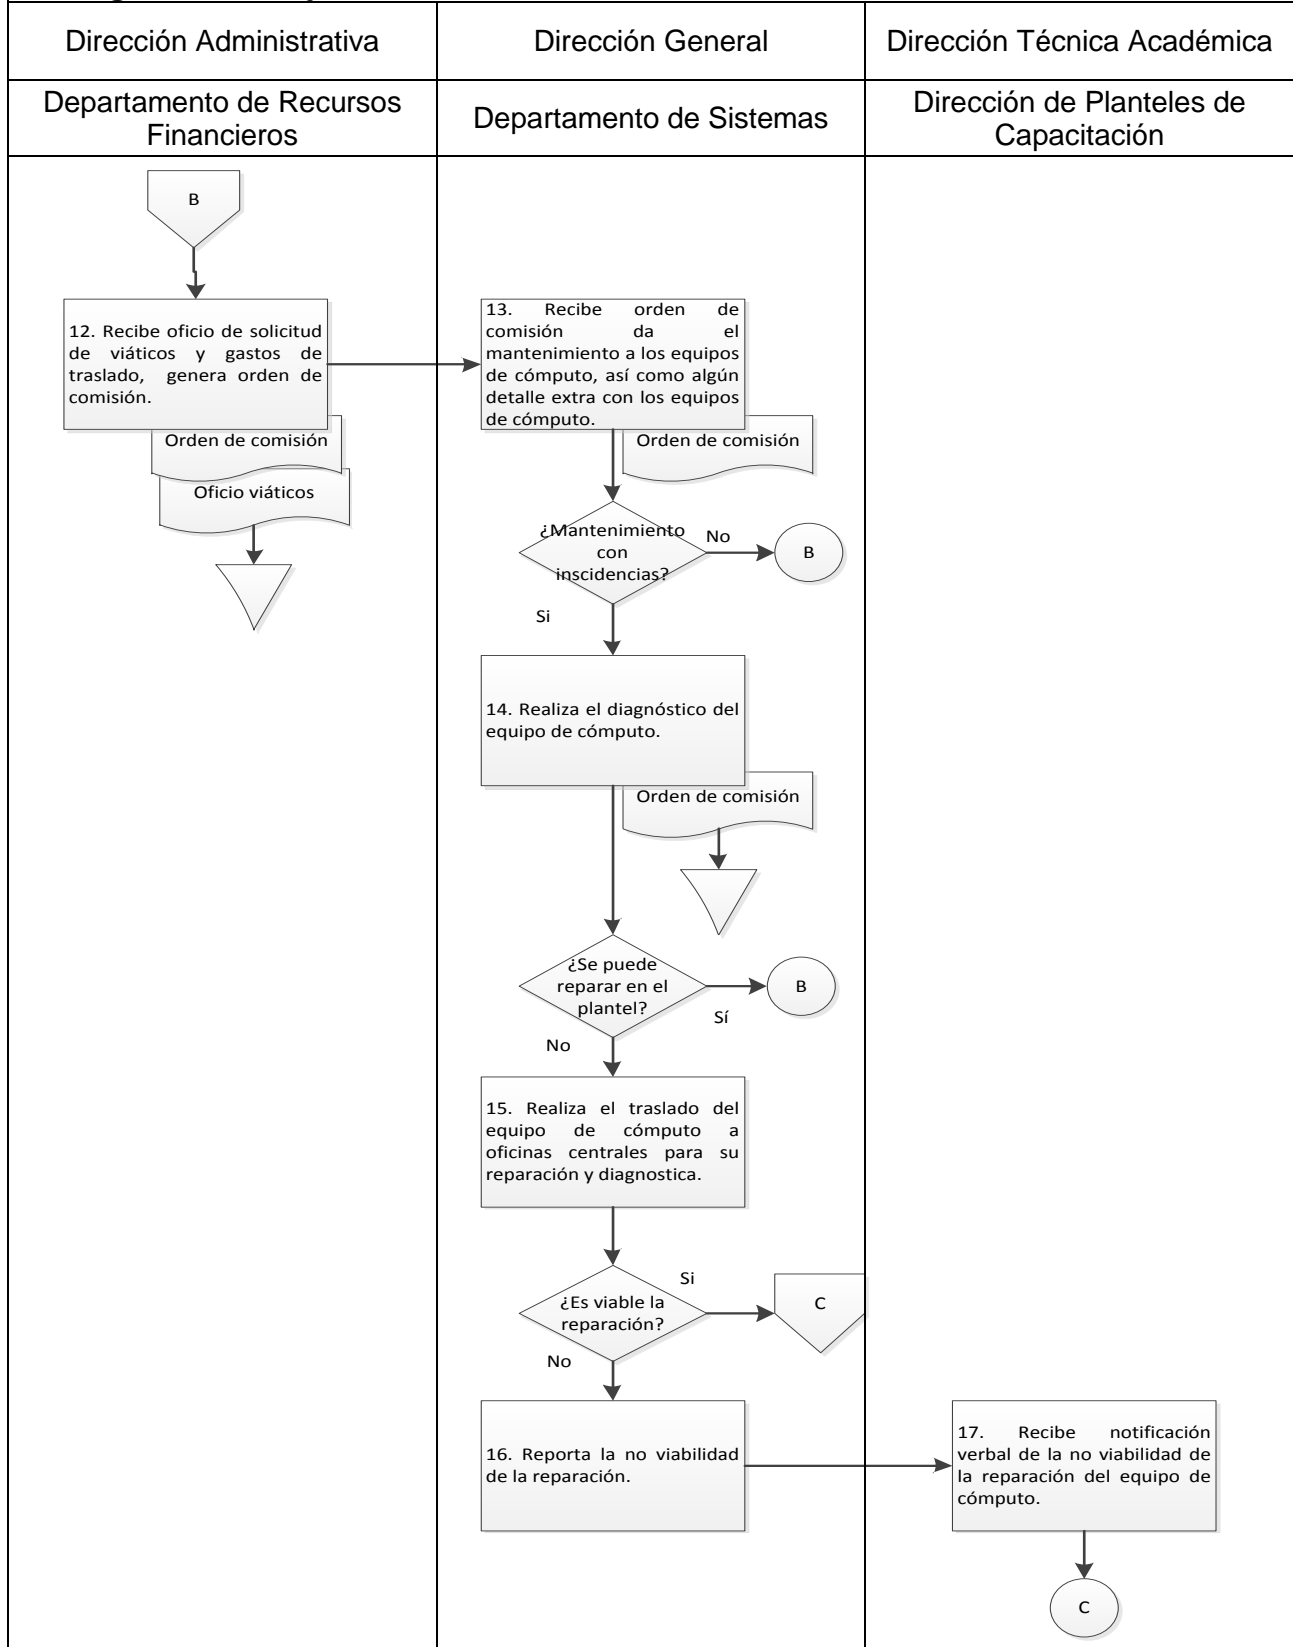 Dirección Administrativa
Dirección General
Dirección Técnica Académica
Departamento de Recursos
Financieros
Departamento de Sistemas
Dirección de Planteles de
Capacitación
B
12. Recibe oficio de solicitud
de viáticos y gastos de
traslado, genera orden de
comisión.
Orden de comisión
Oficio viáticos
13. Recibe orden de
comisión da el
mantenimiento a los equipos
de cómputo, así como algún
detalle extra con los equipos
de cómputo.
Orden de comisión
¿Mantenimiento
con
inscidencias?
No
B
Si
14. Realiza el diagnóstico del
equipo de cómputo.
Orden de comisión
¿Se puede
reparar en el
plantel?
Sí
B
No
15. Realiza el traslado del
equipo de cómputo a
oficinas centrales para su
reparación y diagnostica.
¿Es viable la
reparación?
Si
C
No
16. Reporta la no viabilidad
de la reparación.
17. Recibe notificación
verbal de la no viabilidad de
la reparación del equipo de
cómputo.
C